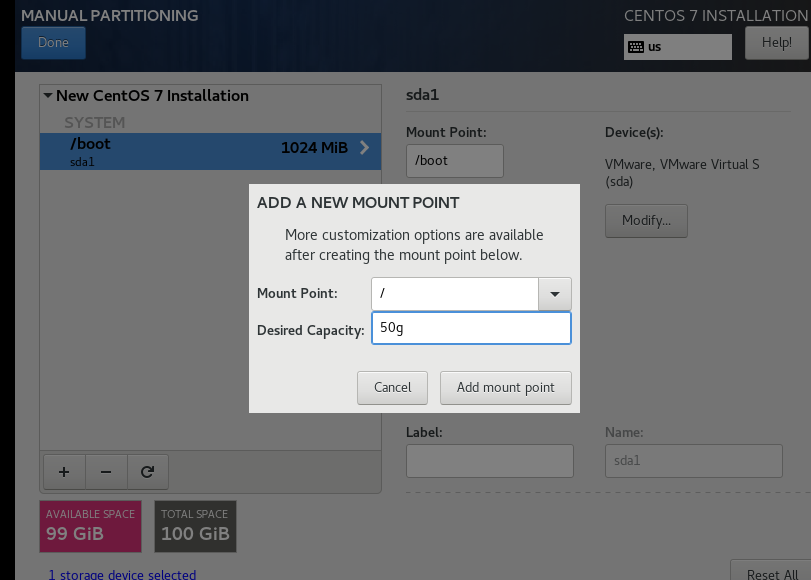 MANUAL PARTITIONING
CENTOS 7 INSTALLATION
Done
us
Help!
New CentOS 7 Installation
SYSTEM
/boot
1024 MiB
sda1
sda1
Mount Point:
/boot
Device(s):
VMware, VMware Virtual S
(sda)
Modify...
ADD A NEW MOUNT POINT
More customization options are available
after creating the mount point below.
Mount Point:
/
Desired Capacity:
50g
Cancel
Add mount point
Label:
Name:
sda1
+
−
AVAILABLE SPACE
99 GiB
TOTAL SPACE
100 GiB
1 storage device selected
Reset All